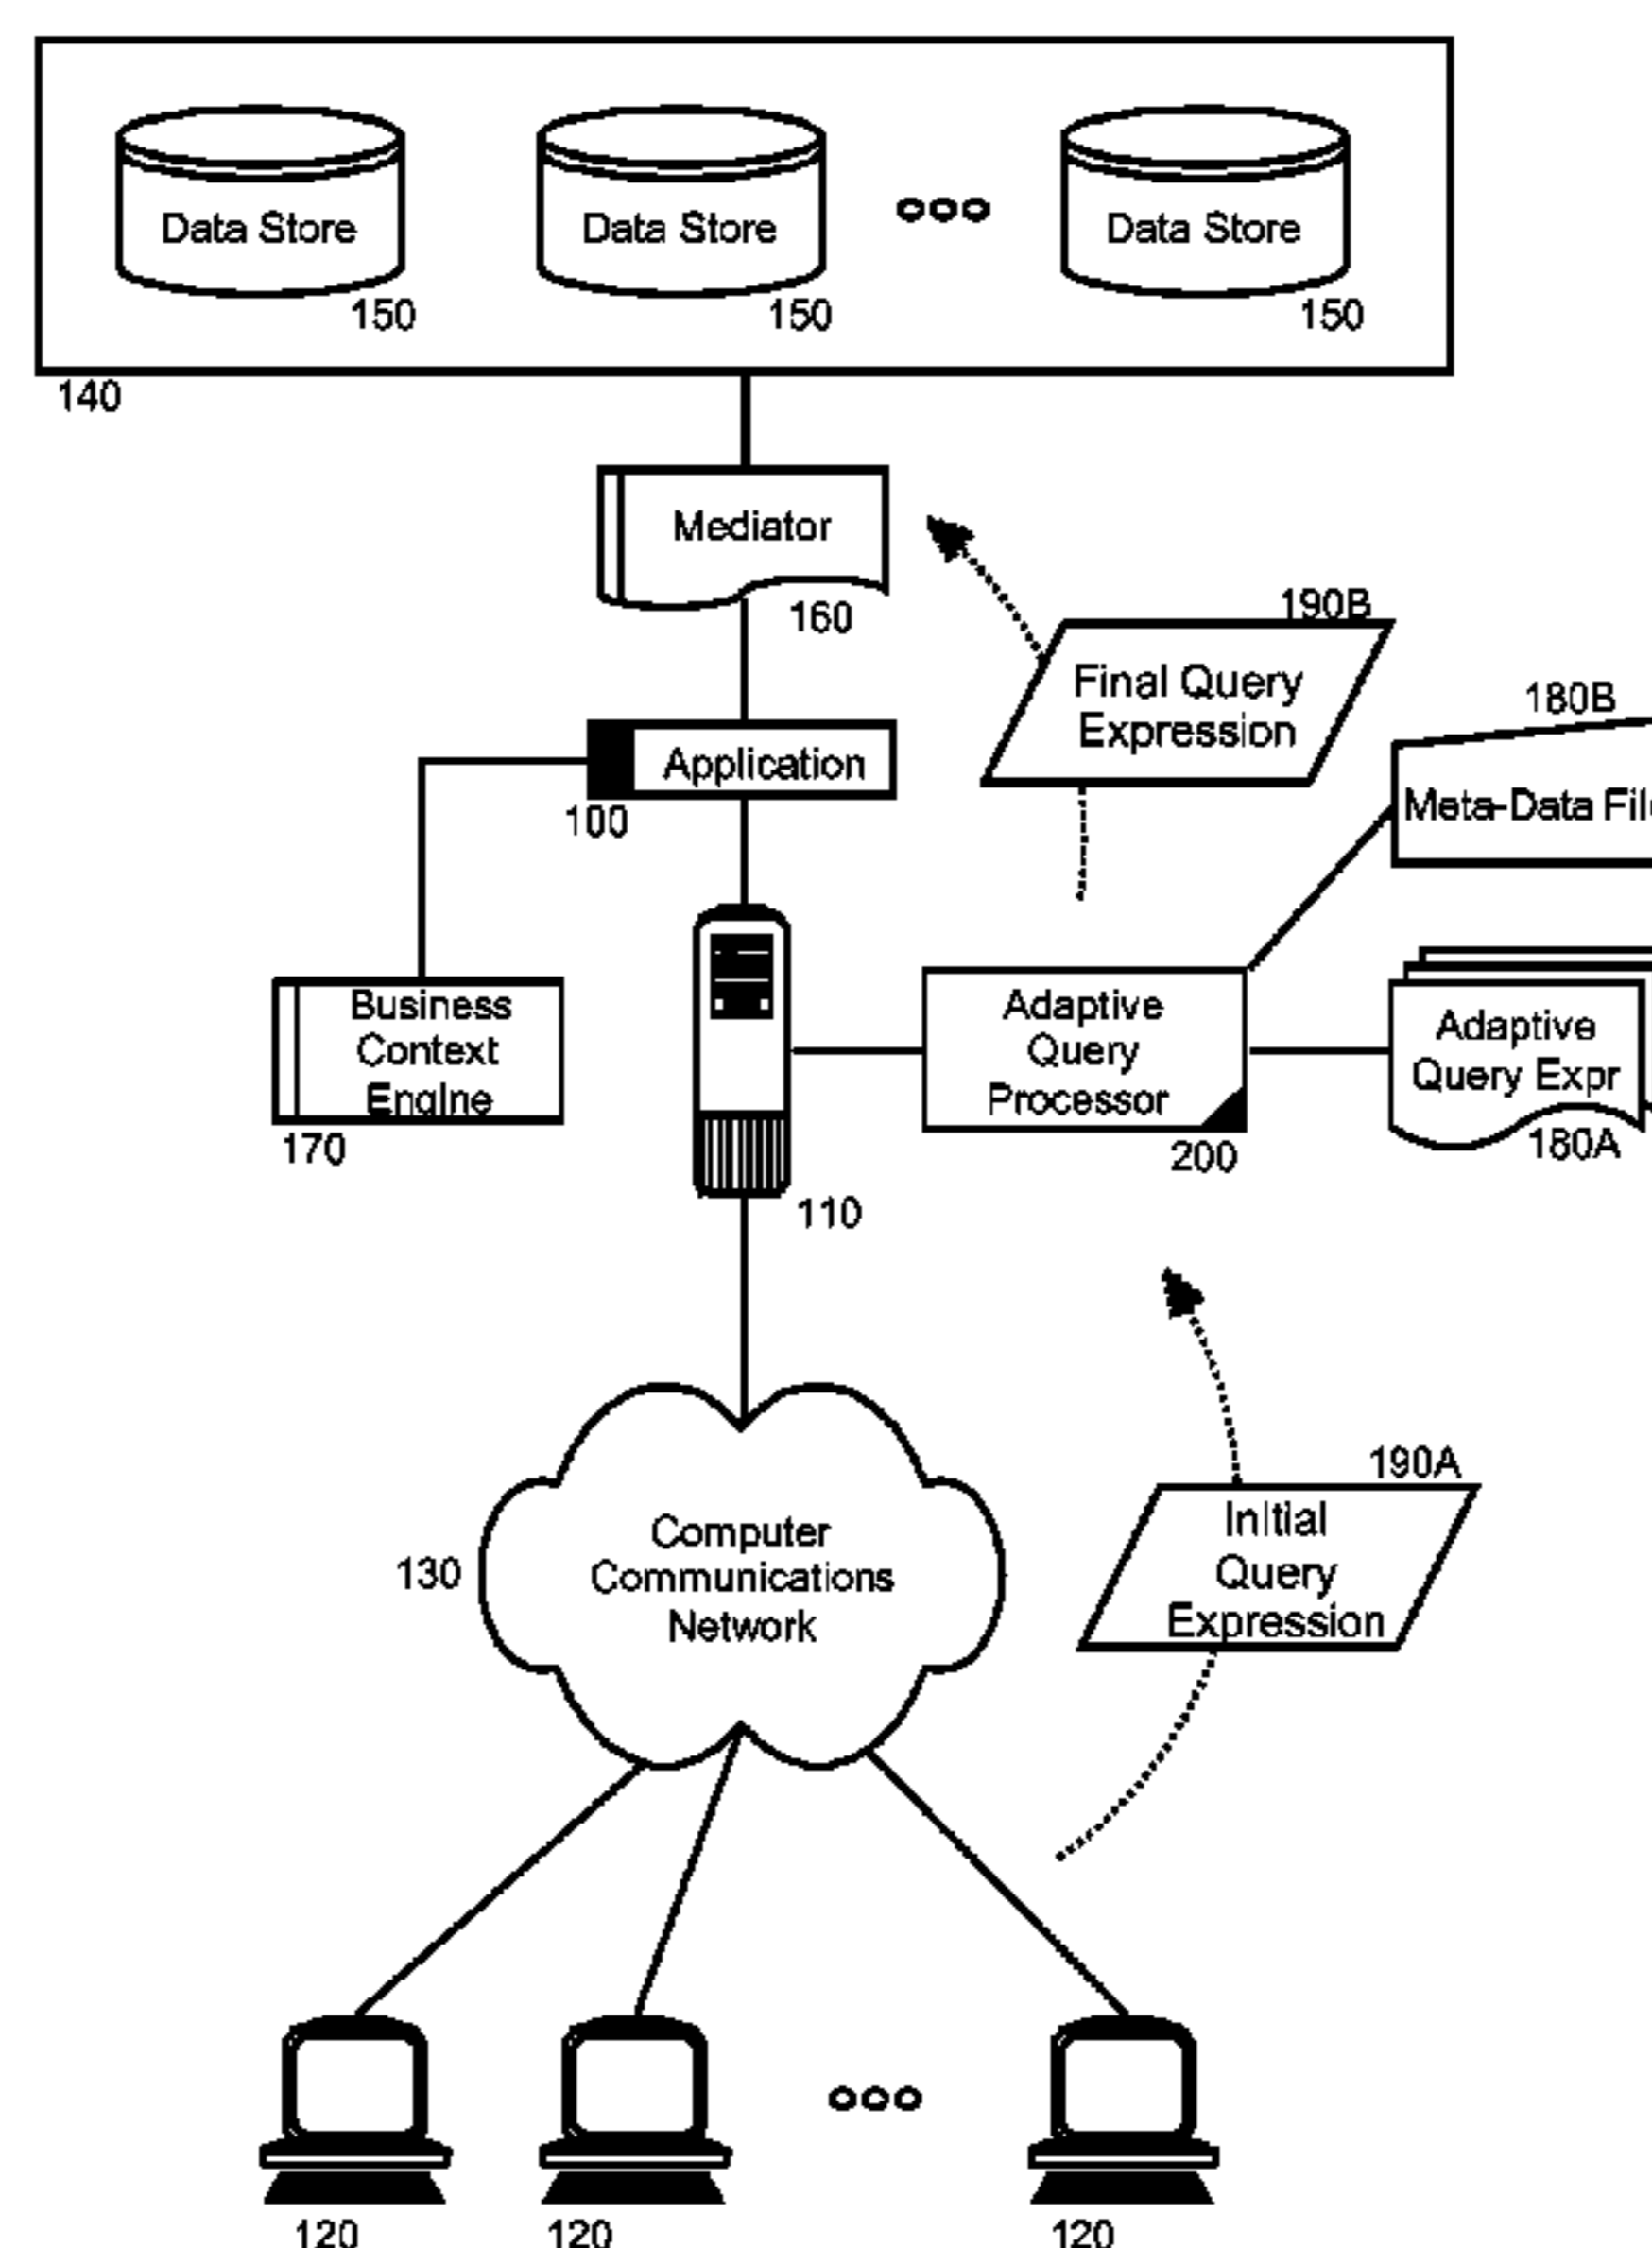 Data Store
Data Store
Data Store
150
150
150
140
Mediator
160
190B
Final Query
Expression
180B
Application
100
Meta-Data File
Business
Context
Engine
170
Adaptive
Query
Processor
200
Adaptive
Query Expr
180A
110
190A
Initial
Query
Expression
130
Computer
Communications
Network
120
120
120